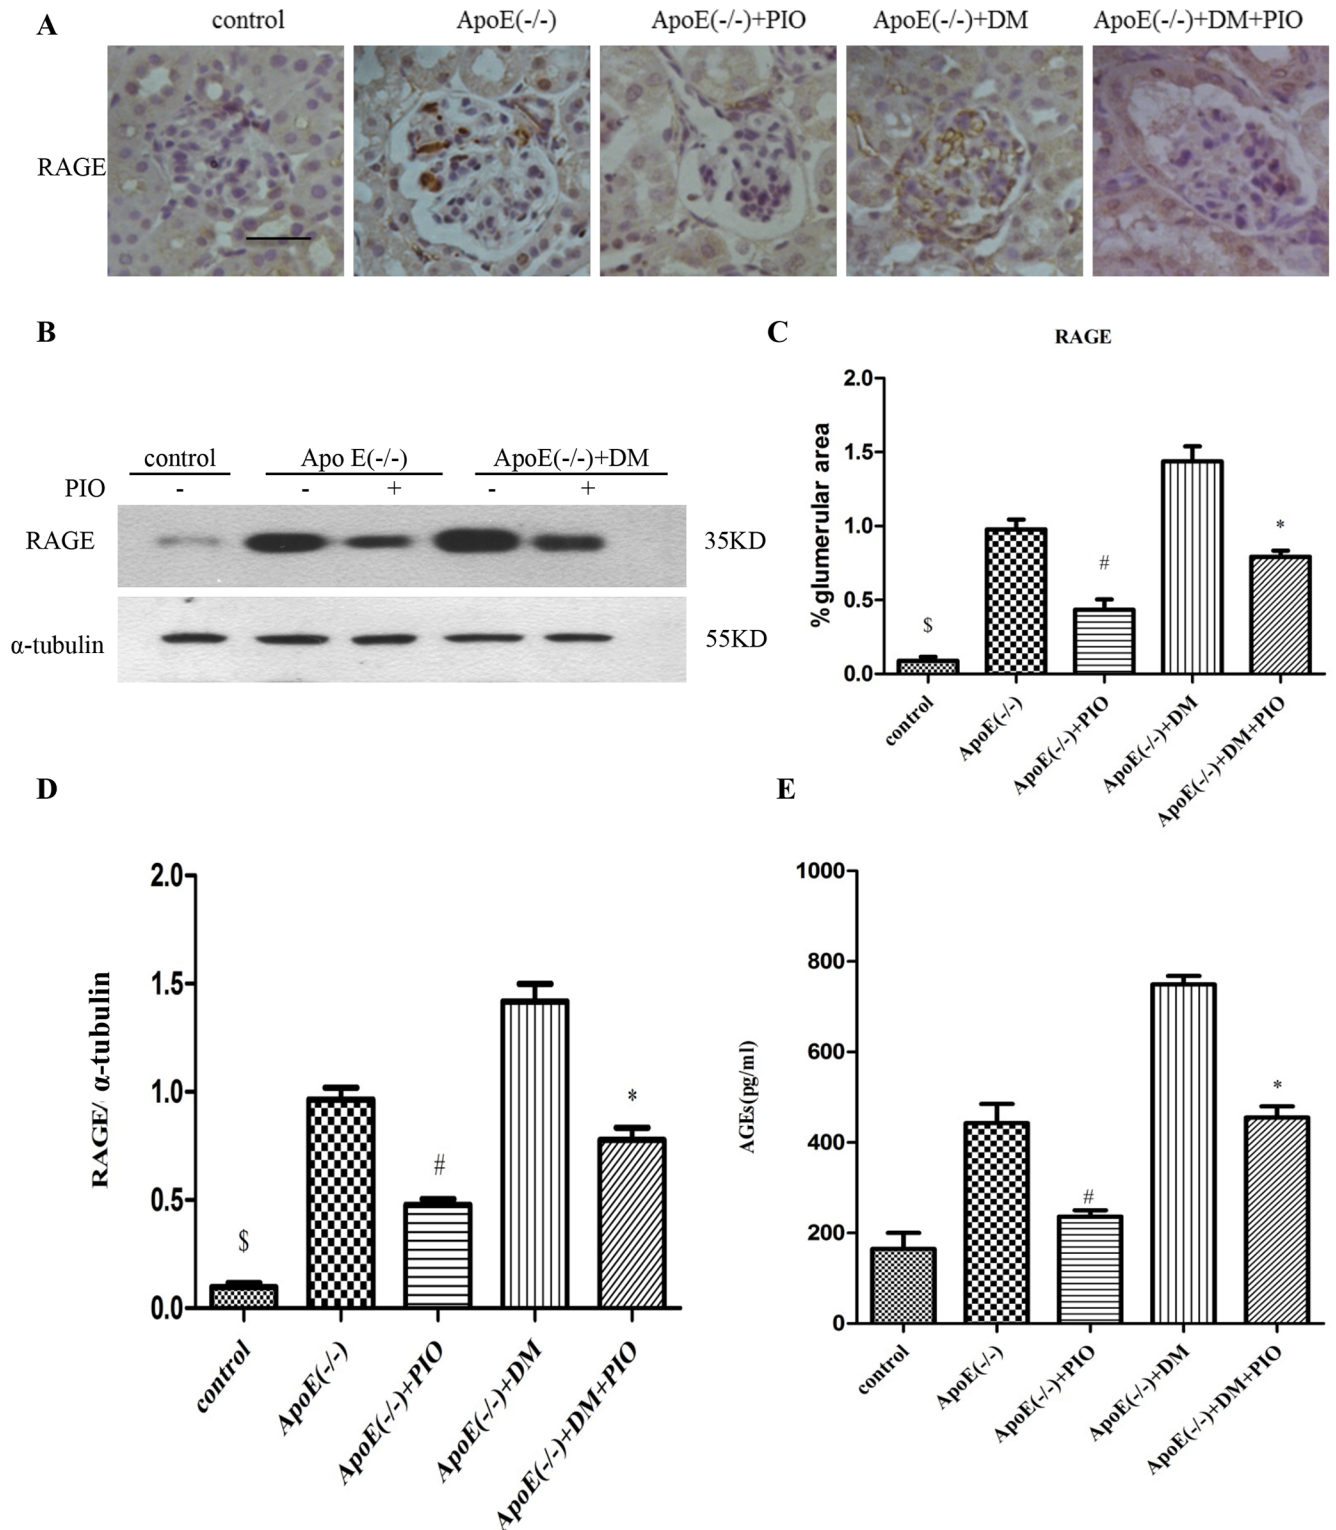 A
control
ApoE(-/-)
ApoE(-/-)+PIO
ApoE(-/-)+DM
ApoE(-/-)+DM+PIO
RAGE
B
control
Apo E(-/-)
ApoE(-/-)+DM
PIO - - + - +
RAGE
35KD
α-tubulin
55KD
C
RAGE
%glumerular area
2.0
1.5
1.0
0.5
0.0
$
#
*
control
ApoE(-/-)
ApoE(-/-)+PIO
ApoE(-/-)+DM
ApoE(-/-)+DM+PIO
D
RAGE/ α-tubulin
2.0
1.5
1.0
0.5
0.0
$
#
*
control
ApoE(-/-)
ApoE(-/-)+PIO
ApoE(-/-)+DM
ApoE(-/-)+DM+PIO
E
AGEs(pg/ml)
1000
800
600
400
200
0
#
*
control
ApoE(-/-)
ApoE(-/-)+PIO
ApoE(-/-)+DM
ApoE(-/-)+DM+PIO